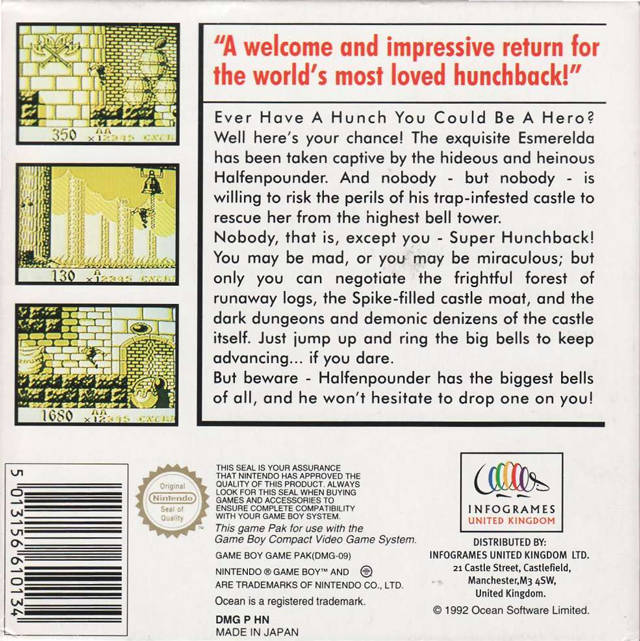 "A welcome and impressive return for
the world's most loved hunchback!"
Ever Have A Hunch You Could Be A Hero?
Well here's your chance! The exquisite Esmerelda
has been taken captive by the hideous and heinous
Halfenpounder. And nobody - but nobody - is
willing to risk the perils of his trap-infested castle to
rescue her from the highest bell tower.
Nobody, that is, except you - Super Hunchback!
You may be mad, or you may be miraculous; but
only you can negotiate the frightful forest of
runaway logs, the Spike-filled castle moat, and the
dark dungeons and demonic denizens of the castle
itself. Just jump up and ring the big bells to keep
advancing... if you dare.
But beware - Halfenpounder has the biggest bells
of all, and he won't hesitate to drop one on you!
350 x12345
130 x12345
1680 x12345
5 013156 610134
Original
Nintendo
Seal of
Quality
THIS SEAL IS YOUR ASSURANCE
THAT NINTENDO HAS APPROVED THE
QUALITY OF THIS PRODUCT. ALWAYS
LOOK FOR THIS SEAL WHEN BUYING
GAMES AND ACCESSORIES TO
ENSURE COMPLETE COMPATIBILITY
WITH YOUR GAME BOY SYSTEM.
This game Pak for use with the
Game Boy Compact Video Game System.
GAME BOY GAME PAK(DMG-09)
NINTENDO ® GAME BOY™ AND
ARE TRADEMARKS OF NINTENDO CO., LTD.
Ocean is a registered trademark.
DMG P HN
MADE IN JAPAN
INFOGRAMES
UNITED KINGDOM
DISTRIBUTED BY:
INFOGRAMES UNITED KINGDOM LTD.
21 Castle Street, Castlefield,
Manchester,M3 4SW,
United Kingdom.
© 1992 Ocean Software Limited.